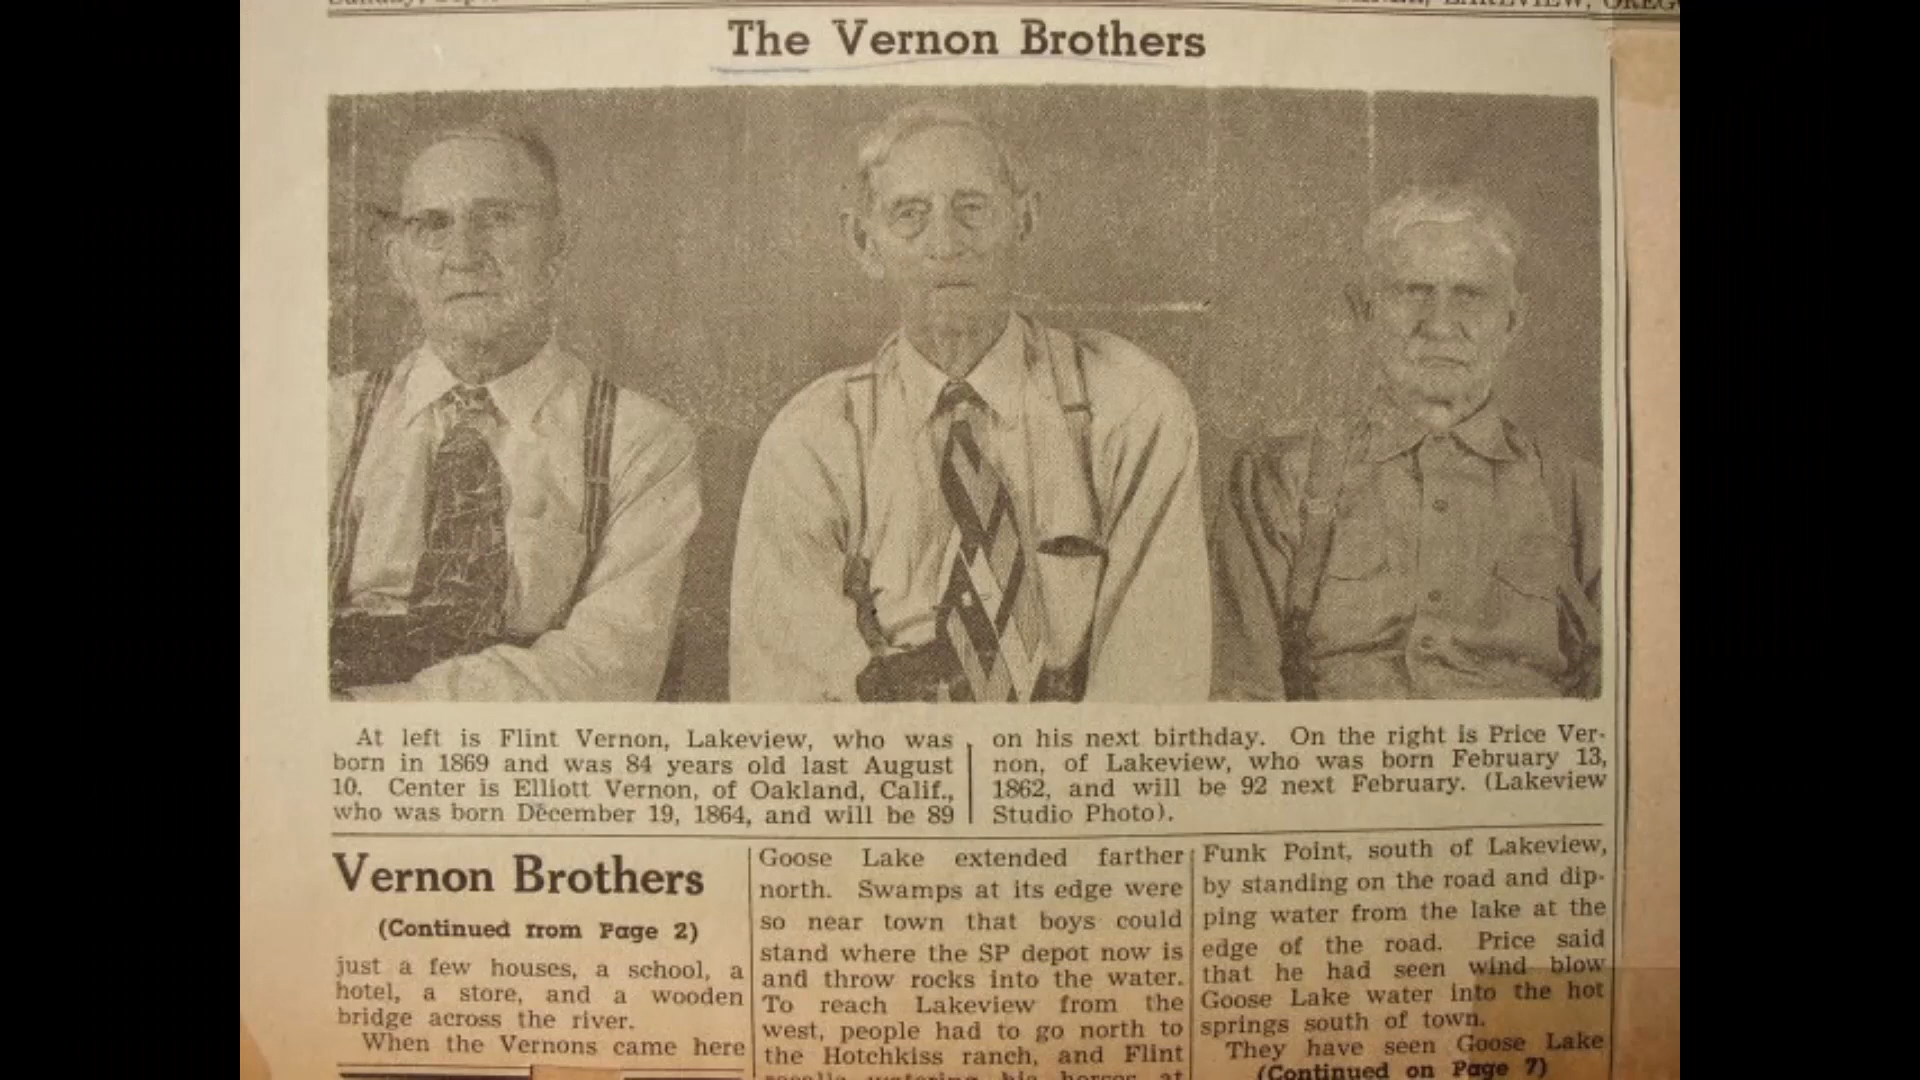 The Vernon Brothers
At left is Flint Vernon, Lakeview, who was
born in 1869 and was 84 years old last August
10. Center is Elliott Vernon, of Oakland, Calif.,
who was born December 19, 1864, and will be 89
on his next birthday. On the right is Price Ver-
non, of Lakeview, who was born February 13,
1862, and will be 92 next February. (Lakeview
Studio Photo).
Vernon Brothers
(Continued from Page 2)
just a few houses, a school, a
hotel, a store, and a wooden
bridge across the river.
When the Vernons came here
Goose Lake extended farther
north. Swamps at its edge were
so near town that boys could
stand where the SP depot now is
and throw rocks into the water.
To reach Lakeview from the
west, people had to go north to
the Hotchkiss ranch, and Flint
Funk Point, south of Lakeview,
by standing on the road and dip-
ping water from the lake at the
edge of the road. Price said
that he had seen wind blow
Goose Lake water into the hot
springs south of town.
They have seen Goose Lake
(Continued on Page 7)